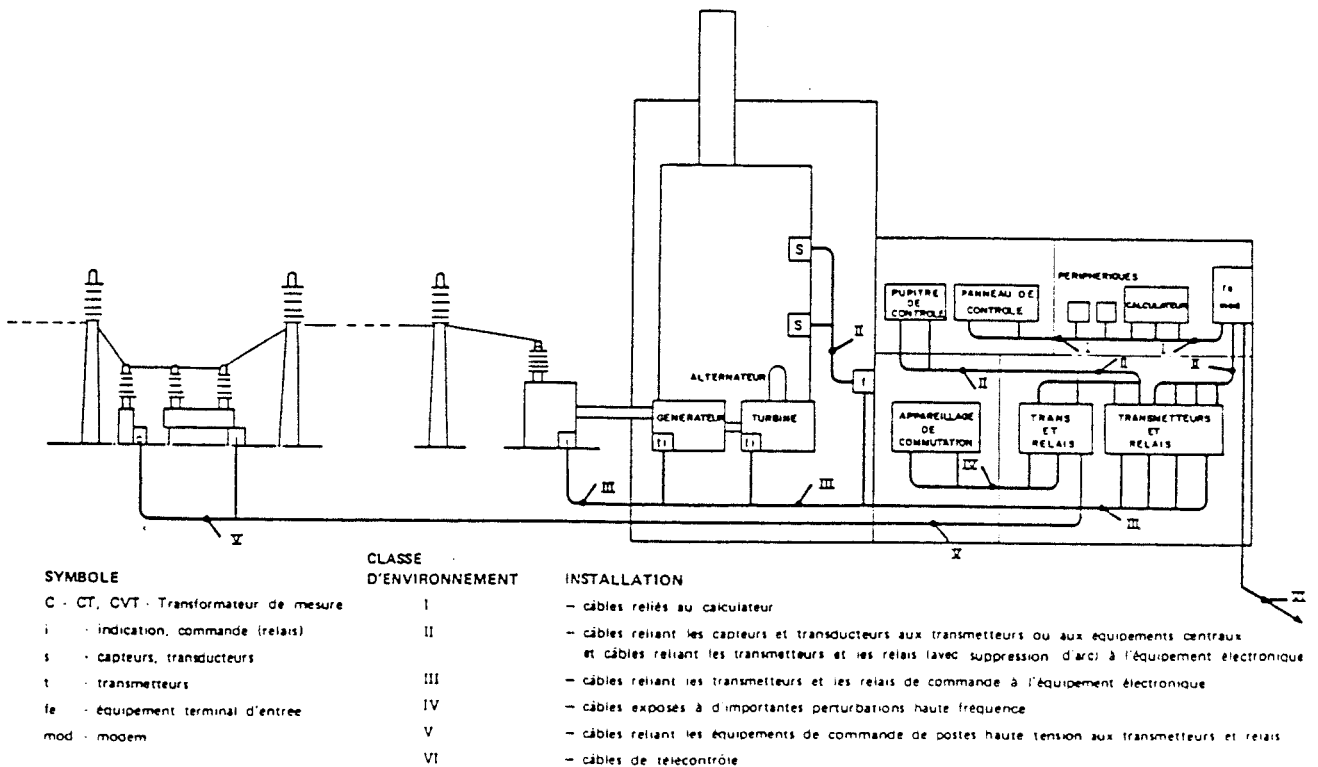 PERIPHERIQUES
S
fe
mod
PUPITRE
DE
CONTROLE
PANNEAU DE
CONTROLE
CALCULATEUR
S
II
II
II
II
ALTERNATEUR
t
GENERATEUR
TURBINE
APPAREILLAGE
DE
COMMUTATION
TRANS
ET
RELAIS
TRANSMETTEURS
ET
RELAIS
IV
III
III
III
V
V
SYMBOLE
CLASSE
D'ENVIRONNEMENT
INSTALLATION
C - CT, CVT - Transformateur de mesure
I
– câbles reliés au calculateur
i - indication, commande (relais)
II
– câbles reliant les capteurs et transducteurs aux transmetteurs ou aux équipements centraux
et câbles reliant les transmetteurs et les relais (avec suppression d'arc) à l'équipement électronique
s - capteurs, transducteurs
t - transmetteurs
III
– câbles reliant les transmetteurs et les relais de commande à l'équipement électronique
fe - équipement terminal d'entrée
IV
– câbles exposés à d'importantes perturbations haute fréquence
mod - modem
V
– câbles reliant les équipements de commande de postes haute tension aux transmetteurs et relais
VI
– câbles de télécontrôle